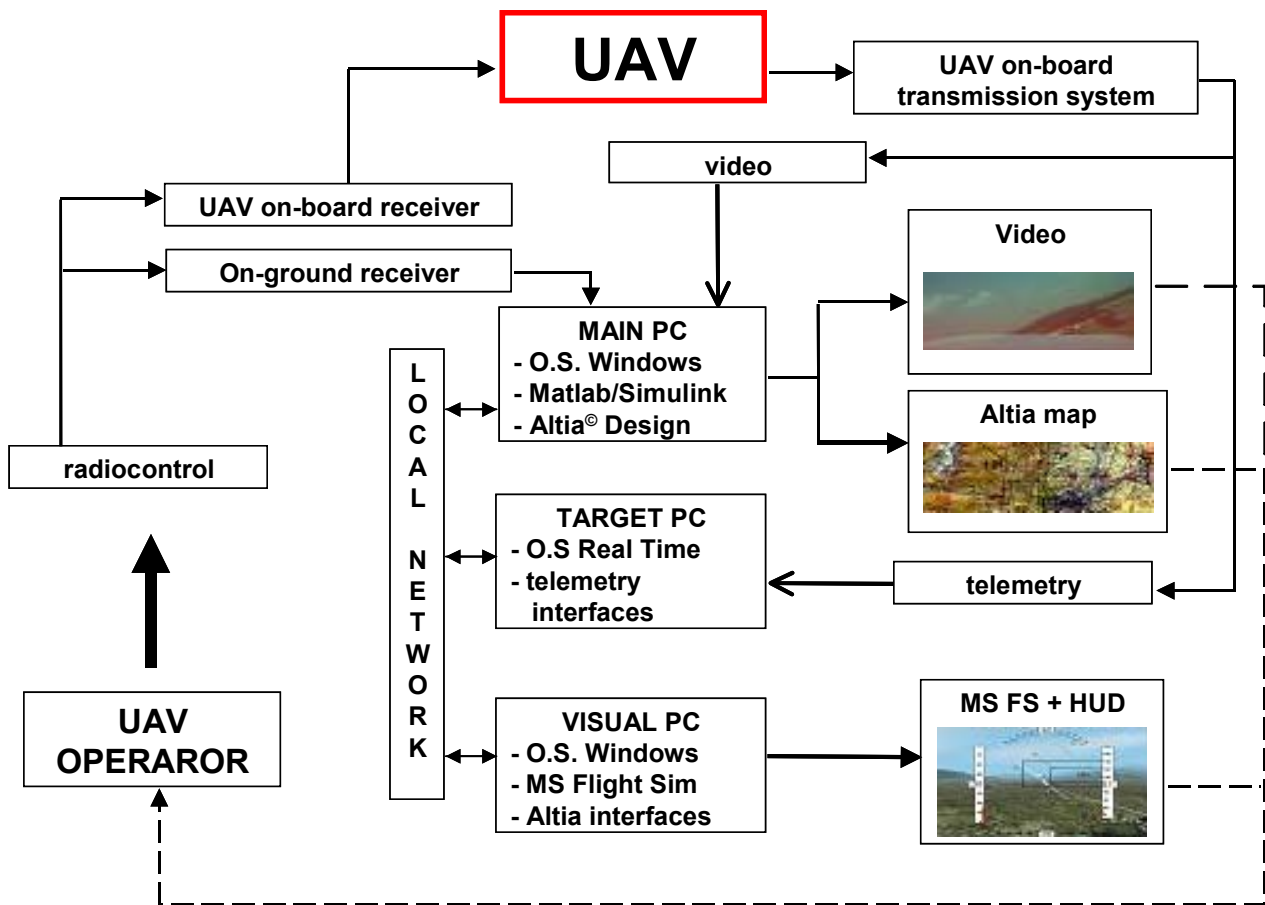 UAV
UAV on-board
transmission system
video
UAV on-board receiver
On-ground receiver
Video
MAIN PC
- O.S. Windows
- Matlab/Simulink
- Altia© Design
LOCAL NETWORK
Altia map
radiocontrol
TARGET PC
- O.S Real Time
- telemetry
interfaces
telemetry
UAV
OPERAROR
VISUAL PC
- O.S. Windows
- MS Flight Sim
- Altia interfaces
MS FS + HUD